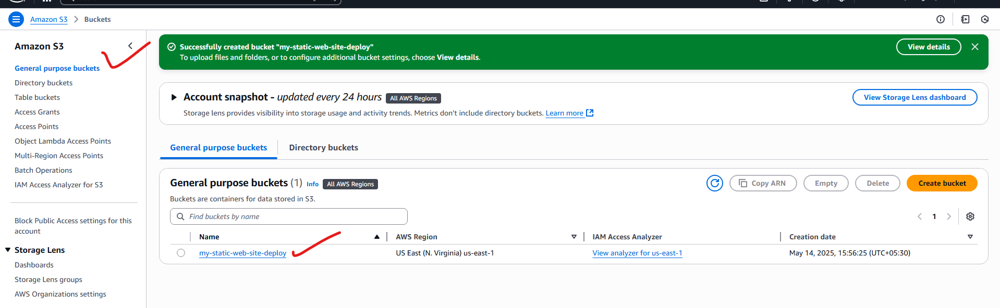 Amazon S3 > Buckets
Amazon S3
General purpose buckets
Directory buckets
Table buckets
Access Grants
Access Points
Object Lambda Access Points
Multi-Region Access Points
Batch Operations
IAM Access Analyzer for S3
Block Public Access settings for this
account
Storage Lens
Dashboards
Storage Lens groups
AWS Organizations settings
Successfully created bucket "my-static-web-site-deploy"
To upload files and folders, or to configure additional bucket settings, choose View details.
View details
Account snapshot - updated every 24 hours All AWS Regions
Storage lens provides visibility into storage usage and activity trends. Metrics don't include directory buckets. Learn more
View Storage Lens dashboard
General purpose buckets Directory buckets
General purpose buckets (1) Info All AWS Regions
Copy ARN Empty Delete Create bucket
Buckets are containers for data stored in S3.
Find buckets by name
1
Name AWS Region IAM Access Analyzer Creation date
my-static-web-site-deploy US East (N. Virginia) us-east-1 View analyzer for us-east-1 May 14, 2025, 15:56:25 (UTC+05:30)